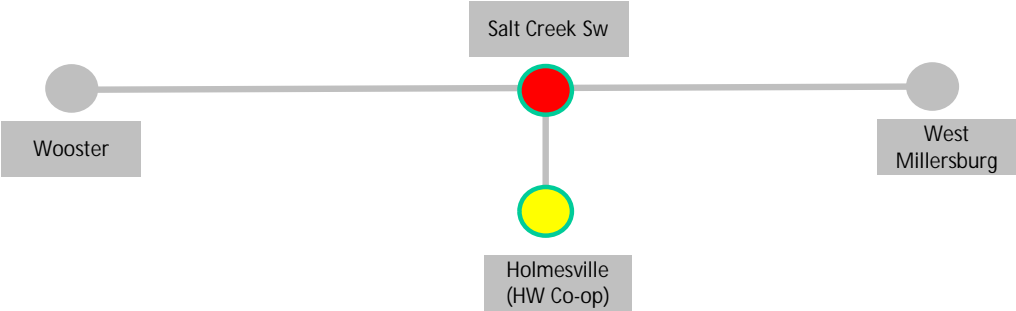 Salt Creek Sw
Wooster
West
Millersburg
Holmesville
(HW Co-op)